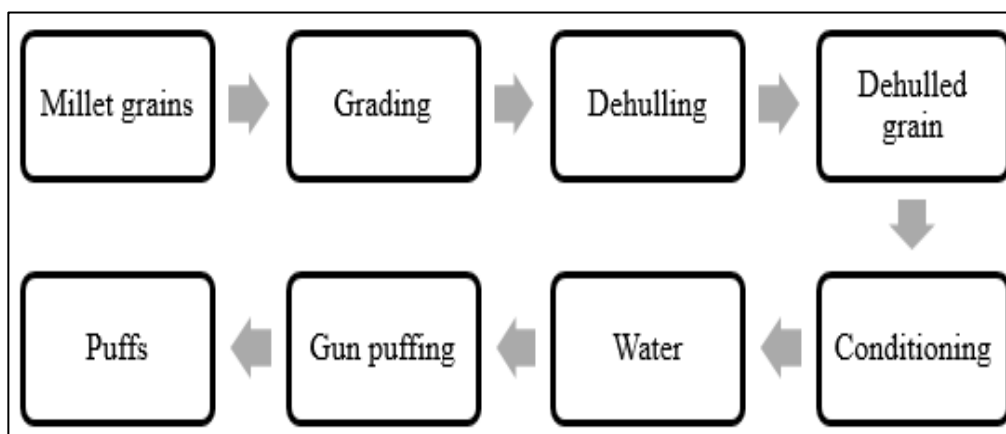 Millet grains
Grading
Dehulling
Dehulled
grain
Conditioning
Water
Gun puffing
Puffs